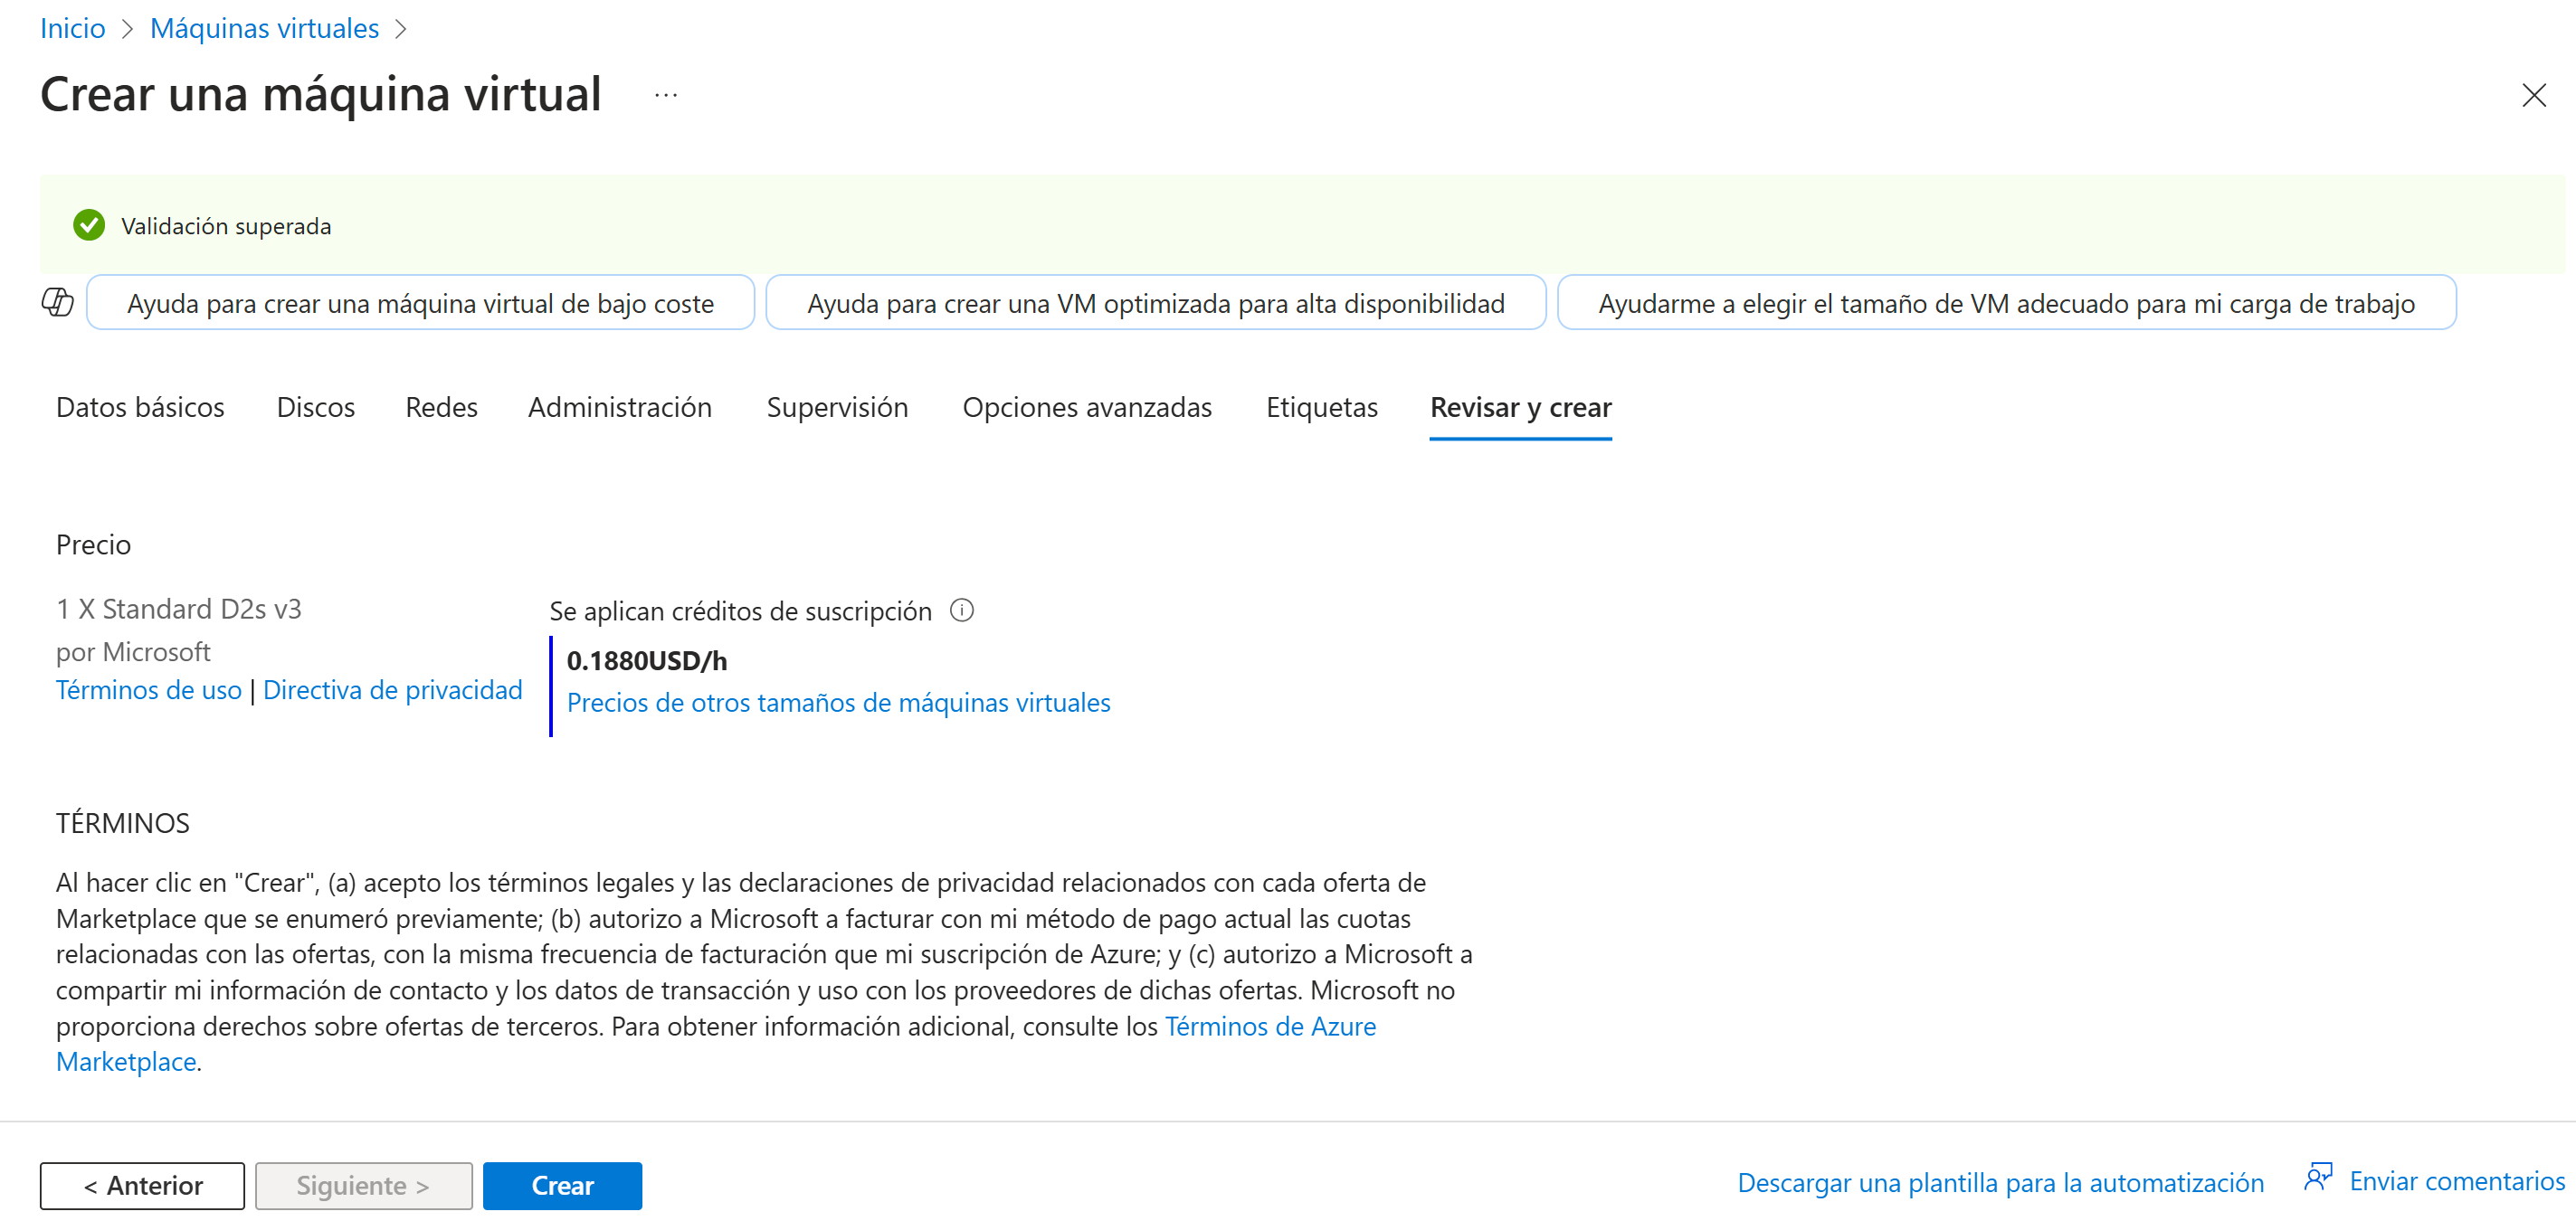 Inicio > Máquinas virtuales >
Crear una máquina virtual ...
Validación superada
Ayuda para crear una máquina virtual de bajo coste
Ayuda para crear una VM optimizada para alta disponibilidad
Ayudarme a elegir el tamaño de VM adecuado para mi carga de trabajo
Datos básicos Discos Redes Administración Supervisión Opciones avanzadas Etiquetas Revisar y crear
Precio
1 X Standard D2s v3
por Microsoft
Términos de uso | Directiva de privacidad
Se aplican créditos de suscripción
0.1880USD/h
Precios de otros tamaños de máquinas virtuales
TÉRMINOS
Al hacer clic en "Crear", (a) acepto los términos legales y las declaraciones de privacidad relacionados con cada oferta de
Marketplace que se enumeró previamente; (b) autorizo a Microsoft a facturar con mi método de pago actual las cuotas
relacionadas con las ofertas, con la misma frecuencia de facturación que mi suscripción de Azure; y (c) autorizo a Microsoft a
compartir mi información de contacto y los datos de transacción y uso con los proveedores de dichas ofertas. Microsoft no
proporciona derechos sobre ofertas de terceros. Para obtener información adicional, consulte los Términos de Azure
Marketplace.
< Anterior
Siguiente >
Crear
Descargar una plantilla para la automatización
Enviar comentarios